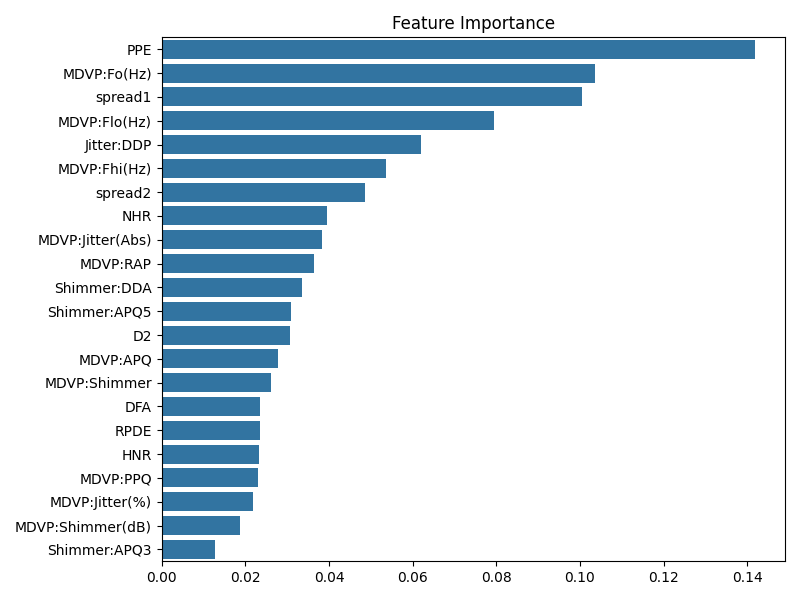 Feature Importance
PPE
MDVP:Fo(Hz)
spread1
MDVP:Flo(Hz)
Jitter:DDP
MDVP:Fhi(Hz)
spread2
NHR
MDVP:Jitter(Abs)
MDVP:RAP
Shimmer:DDA
Shimmer:APQ5
D2
MDVP:APQ
MDVP:Shimmer
DFA
RPDE
HNR
MDVP:PPQ
MDVP:Jitter(%)
MDVP:Shimmer(dB)
Shimmer:APQ3
0.00 0.02 0.04 0.06 0.08 0.10 0.12 0.14